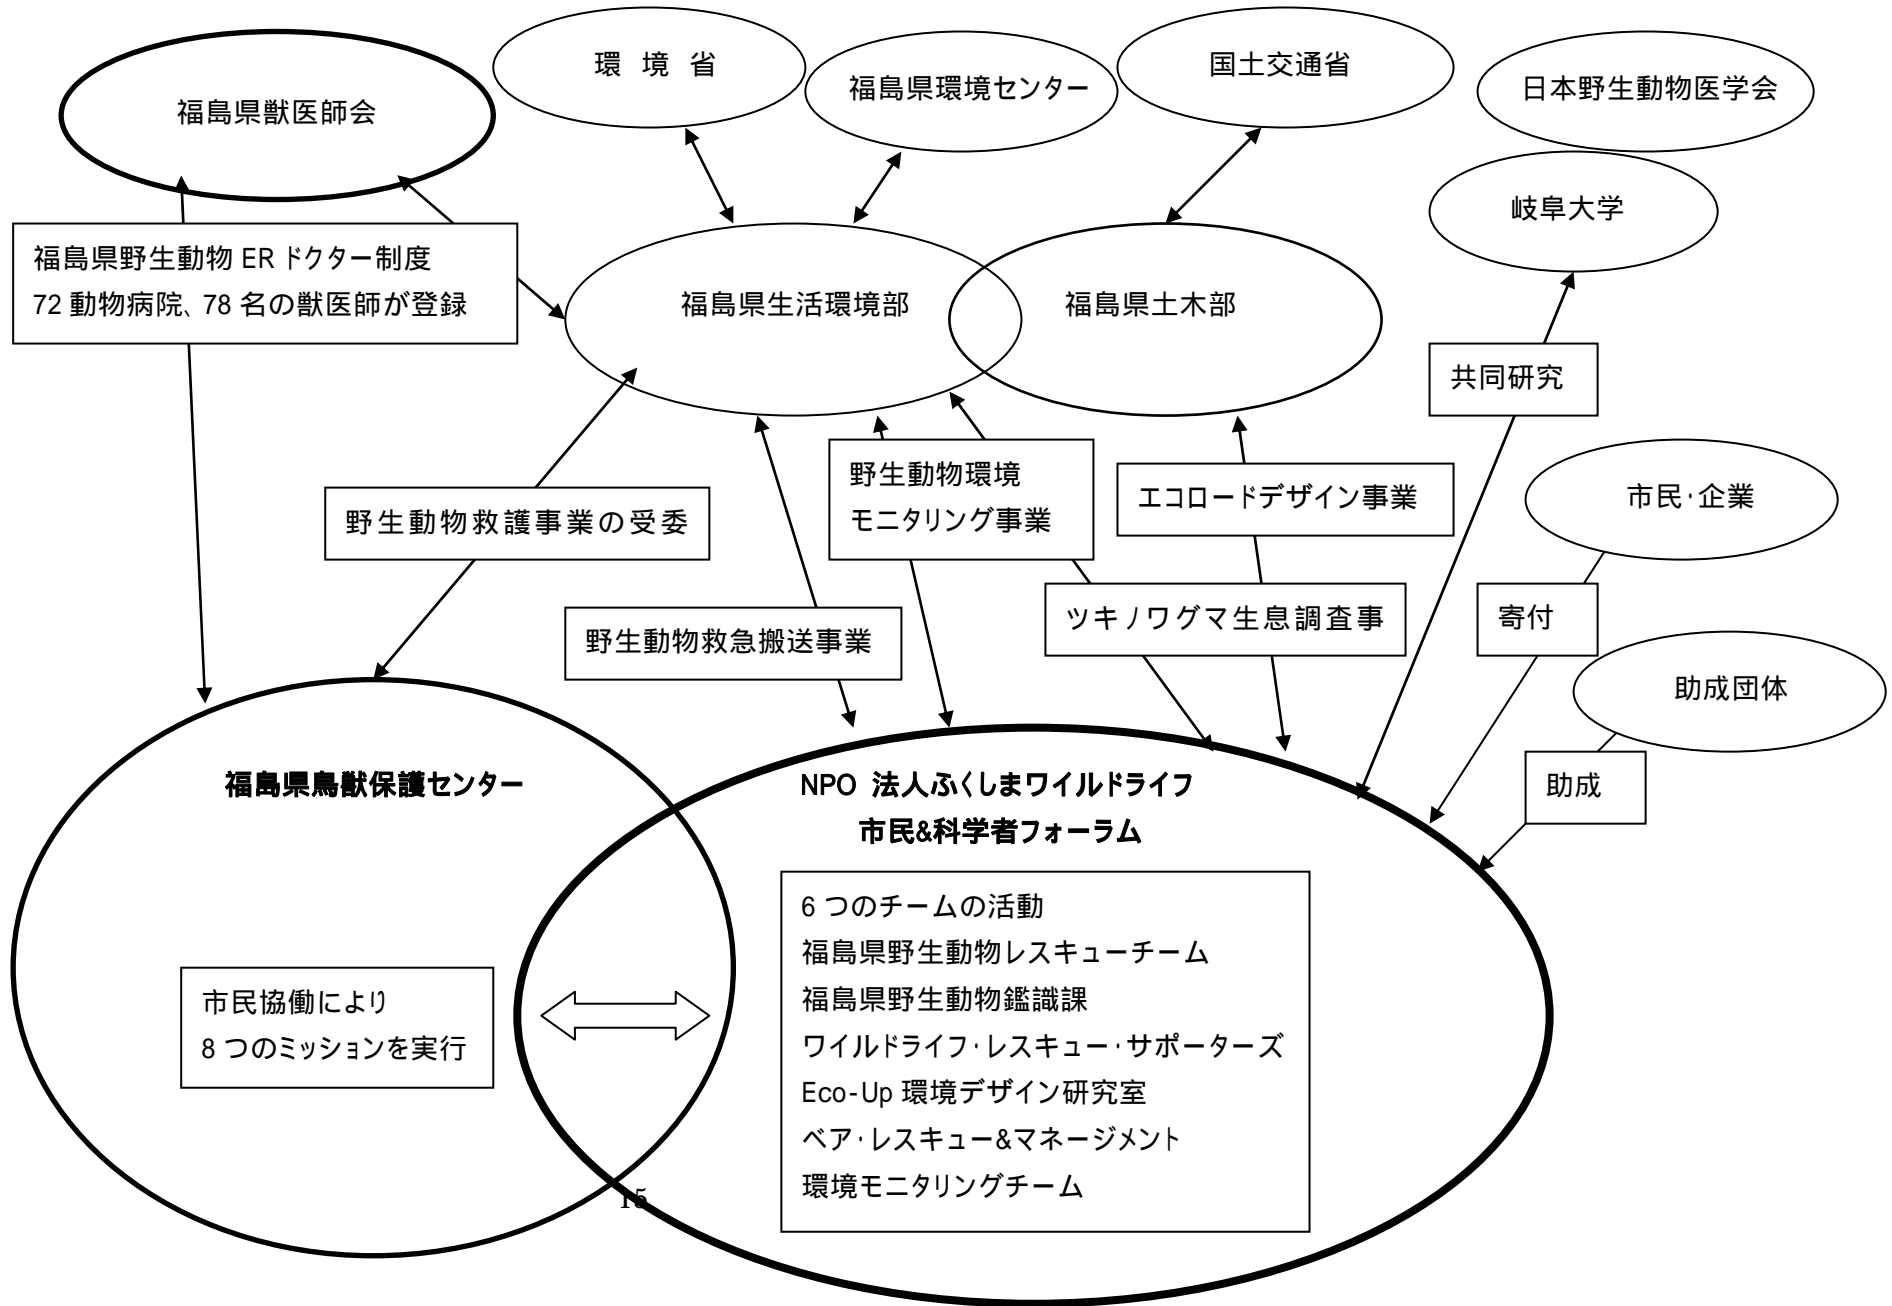 環 境 省
国土交通省
福島県環境センター
日本野生動物医学会
福島県獣医師会
岐阜大学
福島県野生動物 ER ドクター制度
72 動物病院、78 名の獣医師が登録
福島県生活環境部
福島県土木部
共同研究
野生動物環境
モニタリング事業
エコロードデザイン事業
市民・企業
野生動物救護事業の受委
ツキノワグマ生息調査事
寄付
野生動物救急搬送事業
助成団体
助成
福島県鳥獣保護センター
NPO 法人ふくしまワイルドライフ
市民&科学者フォーラム
6 つのチームの活動
福島県野生動物レスキューチーム
福島県野生動物鑑識課
ワイルドライフ・レスキュー・サポーターズ
Eco-Up 環境デザイン研究室
ベア・レスキュー&マネージメント
環境モニタリングチーム
市民協働により
8 つのミッションを実行
15